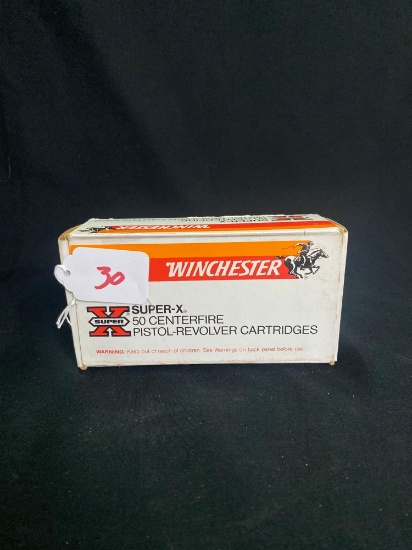 WINCHESTER
30
WINCHESTER
X
SUPER
SUPER-X®
50 CENTERFIRE
PISTOL-REVOLVER CARTRIDGES
WARNING: Keep out of reach of children. See Warnings on back panel before use.